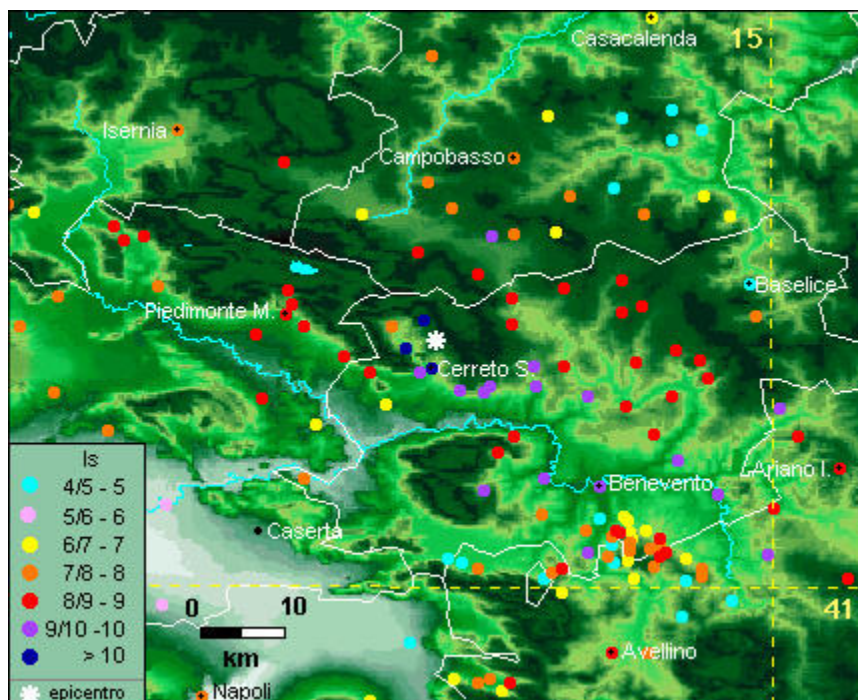 Casacalenda
15
Isernia
Campobasso
Baselice
Piedimonte M.
Cerreto S.
Is
4/5 - 5
5/6 - 6
6/7 - 7
7/8 - 8
8/9 - 9
9/10 -10
> 10
epicentro
Ariano I.
Benevento
Caserta
0 10
km
41
Avellino
Napoli